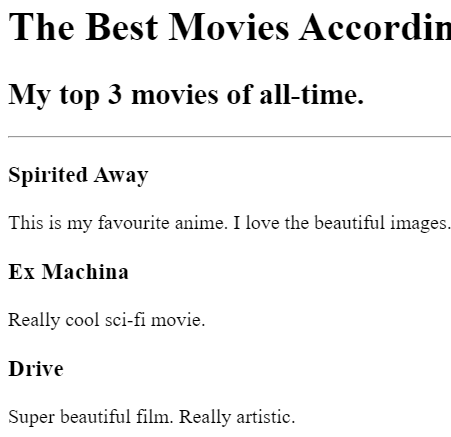 The Best Movies
My top 3 movies of all-time.
Spirited Away
This is my favourite anime. I love the beautiful images.
Ex Machina
Really cool sci-fi movie.
Drive
Super beautiful film. Really artistic.